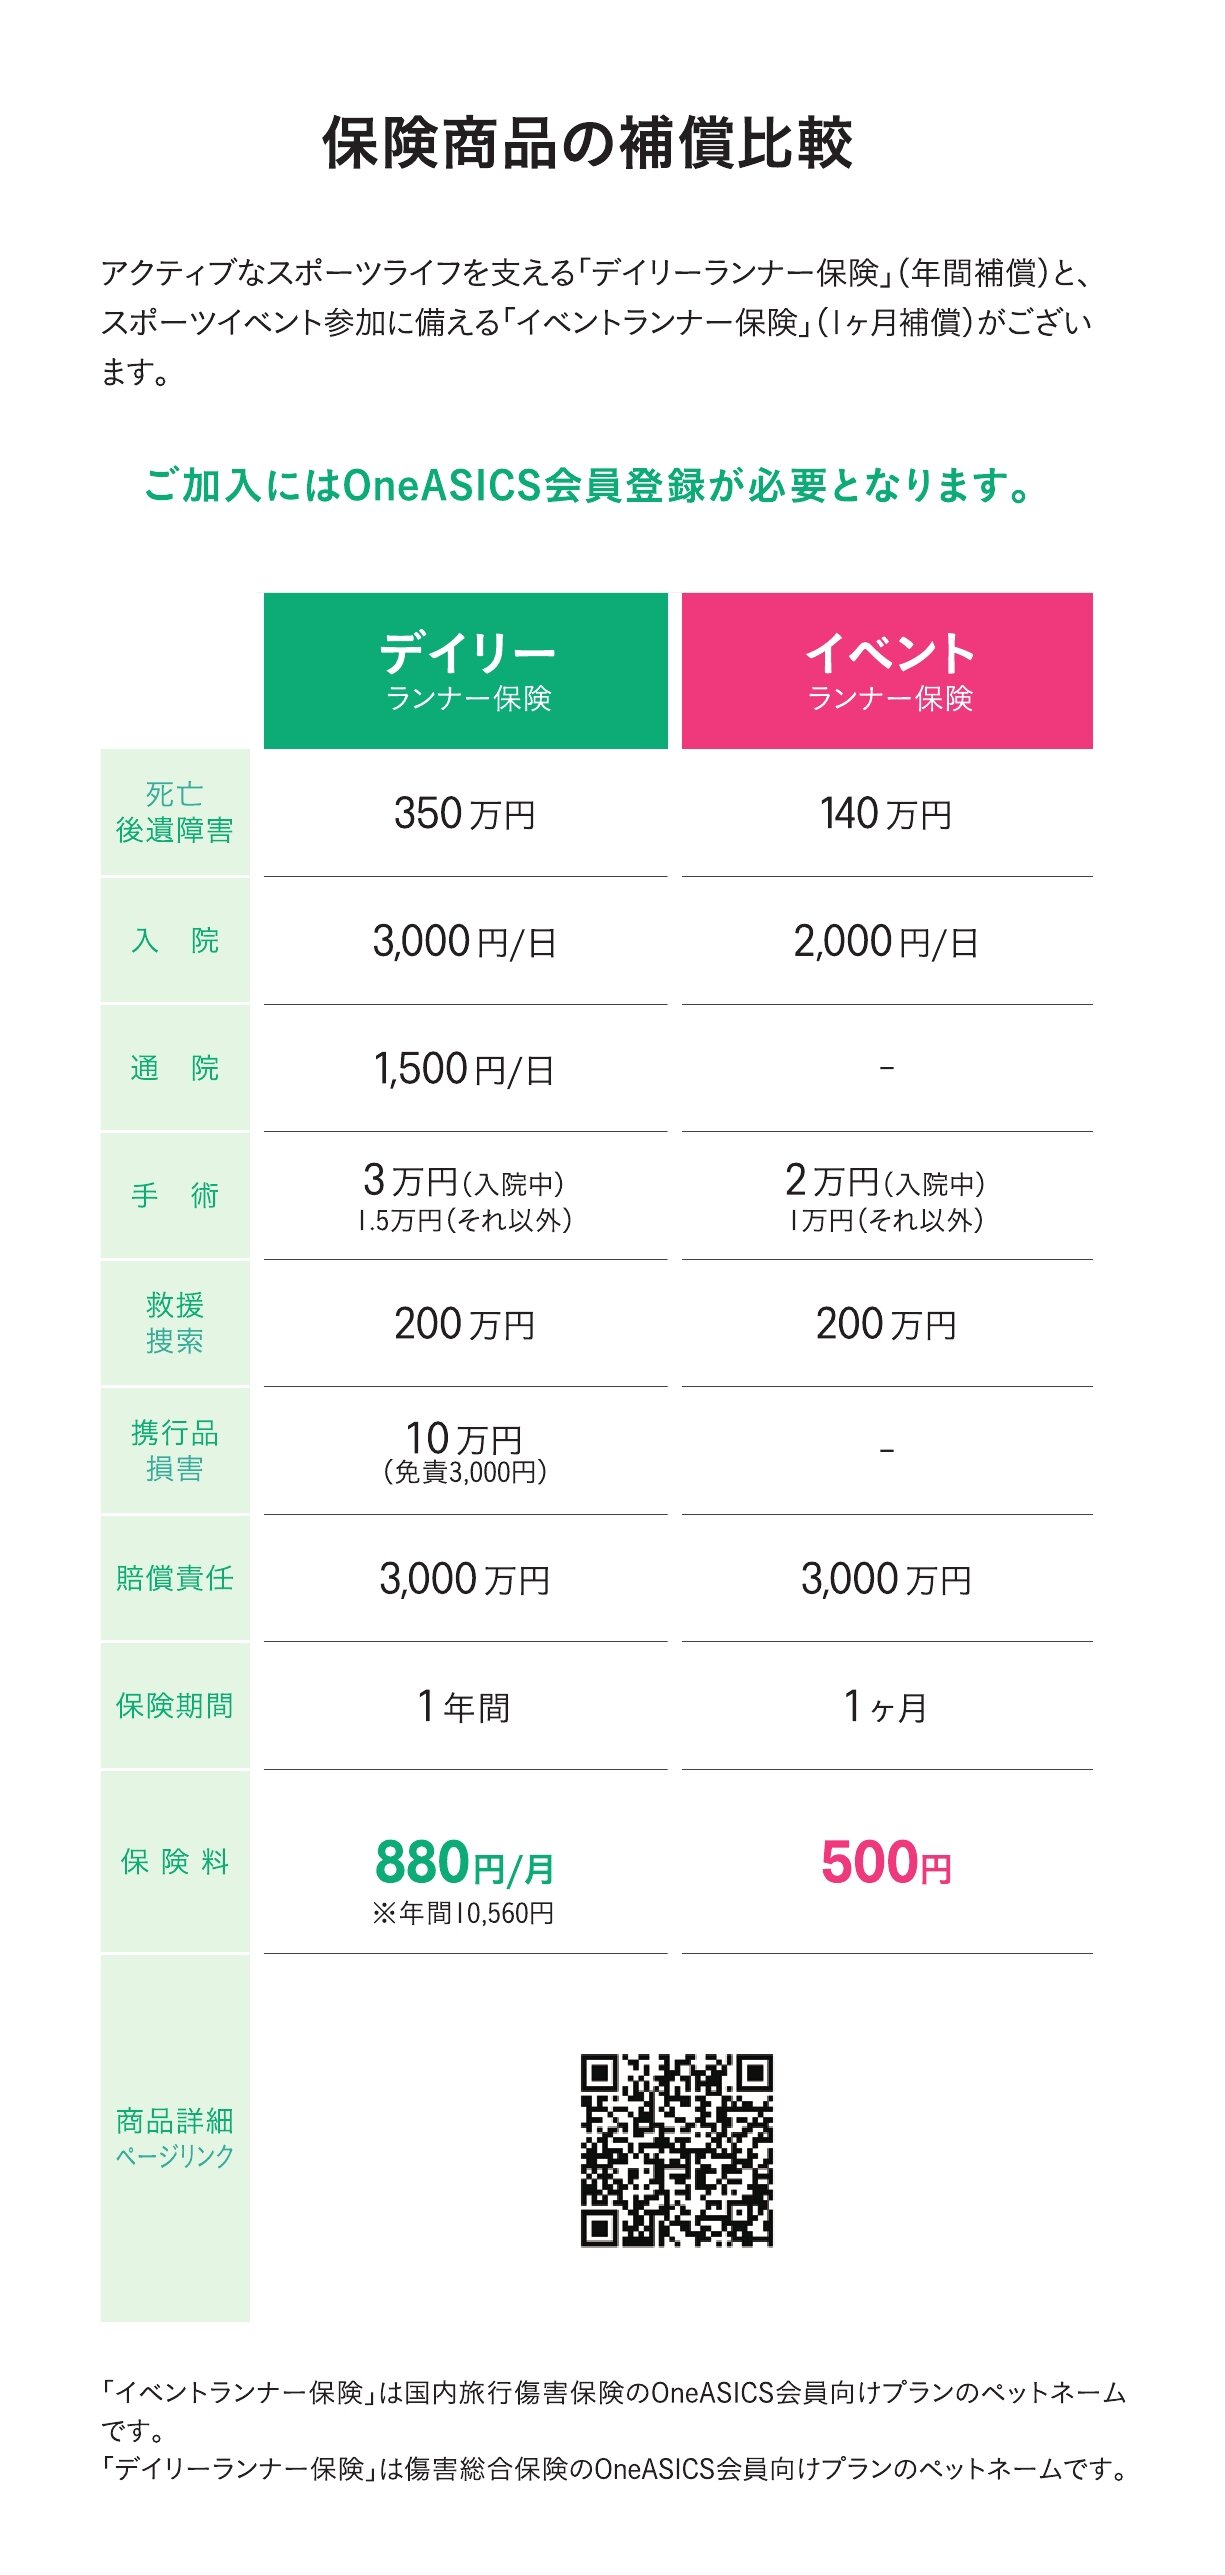 保険商品の補償比較
アクティブなスポーツライフを支える「デイリーランナー保険」（年間補償）と、
スポーツイベント参加に備える「イベントランナー保険」（1ヶ月補償）がござい
ます。
ご加入にはOneASICS会員登録が必要となります。
デイリー
ランナー保険
イベント
ランナー保険
死亡
後遺障害
350万円
140万円
入　院
3,000円/日
2,000円/日
通　院
1,500円/日
-
手　術
3万円（入院中）
1.5万円（それ以外）
2万円（入院中）
1万円（それ以外）
救援
捜索
200万円
200万円
携行品
損害
10万円
（免責3,000円）
-
賠償責任
3,000万円
3,000万円
保険期間
1年間
1ヶ月
保険料
880円/月
※年間10,560円
500円
商品詳細
ページリンク
「イベントランナー保険」は国内旅行傷害保険のOneASICS会員向けプランのペットネーム
です。
「デイリーランナー保険」は傷害総合保険のOneASICS会員向けプランのペットネームです。